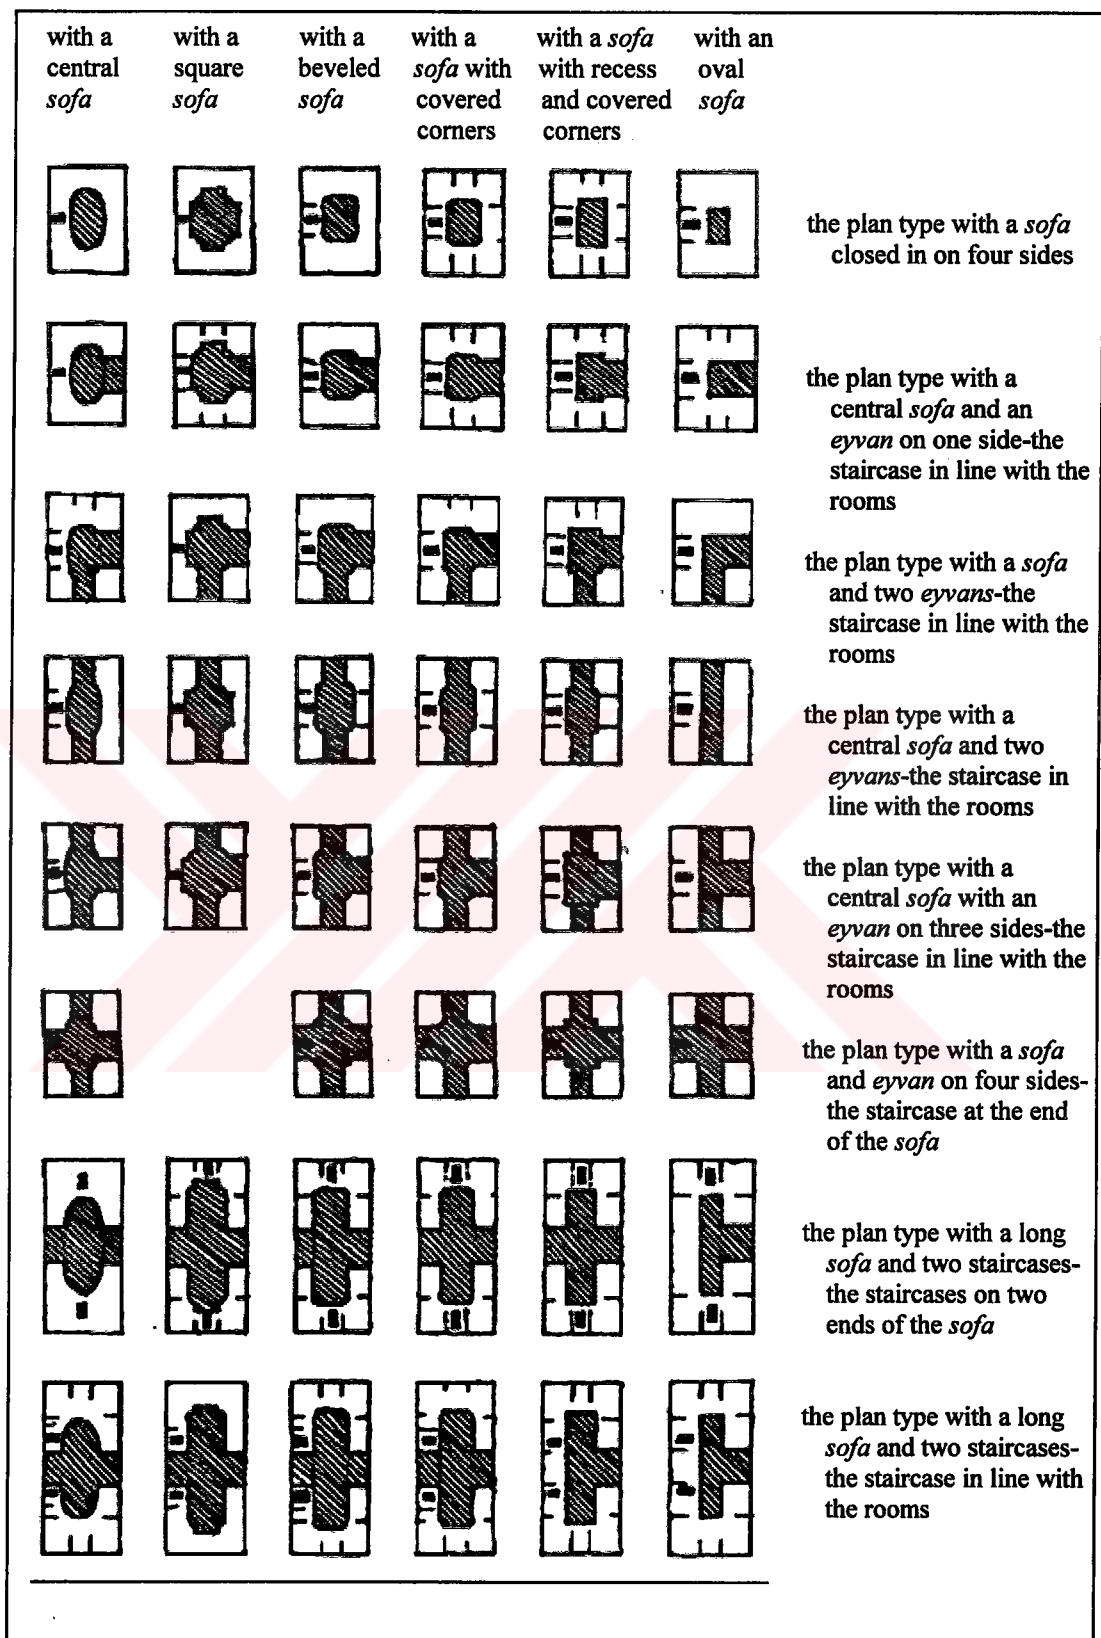 with a
central
sofa
with a
square
sofa
with a
beveled
sofa
with a
sofa with
covered
corners
with a sofa
with recess
and covered
corners
with an
oval
sofa
the plan type with a sofa
closed in on four sides
the plan type with a
central sofa and an
eyvan on one side-the
staircase in line with the
rooms
the plan type with a sofa
and two eyvans-the
staircase in line with the
rooms
the plan type with a
central sofa and two
eyvans-the staircase in
line with the rooms
the plan type with a
central sofa with an
eyvan on three sides-the
staircase in line with the
rooms
the plan type with a sofa
and eyvan on four sides-
the staircase at the end
of the sofa
the plan type with a long
sofa and two staircases-
the staircases on two
ends of the sofa
the plan type with a long
sofa and two staircases-
the staircase in line with
the rooms